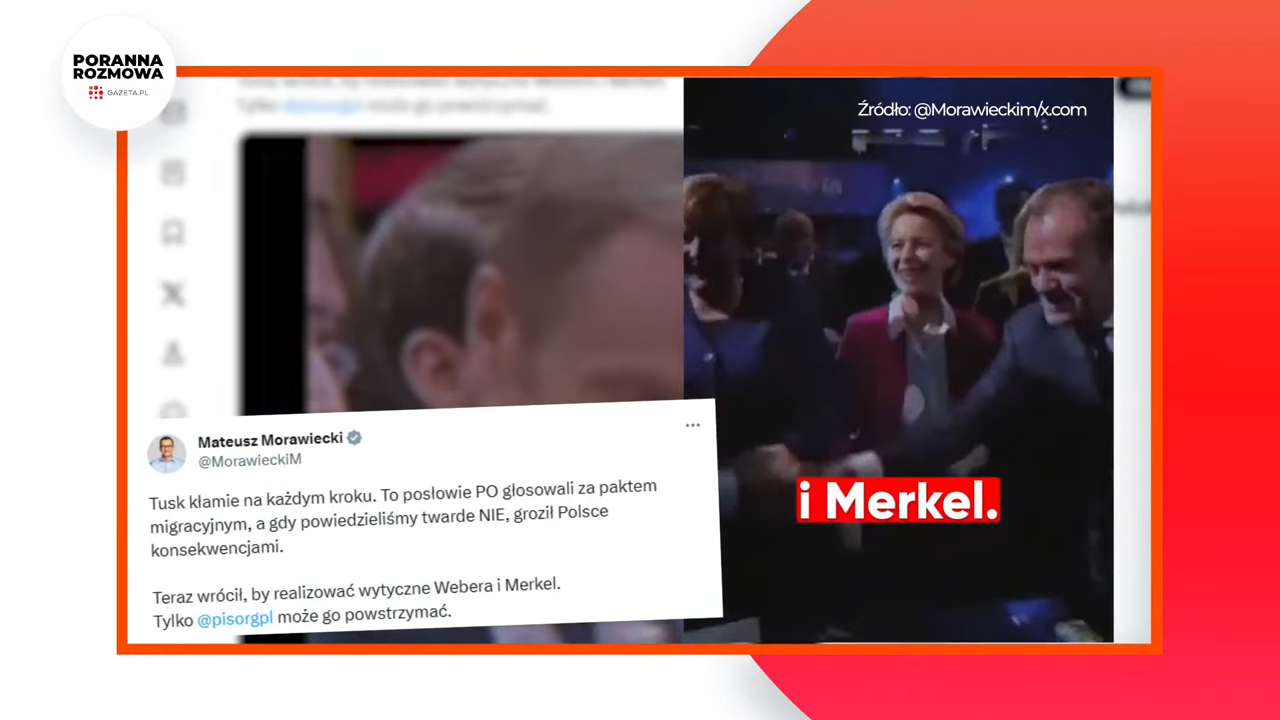 PORANNA
ROZMOWA
GAZETA.PL
Źródło: @Morawieckim/x.com
i Merkel.
Mateusz Morawiecki
@MorawieckiM
Tusk kłamie na każdym kroku. To posłowie PO głosowali za paktem
migracyjnym, a gdy powiedzieliśmy twarde NIE, groził Polsce
konsekwencjami.
Teraz wrócił, by realizować wytyczne Webera i Merkel.
Tylko @pisorgpl może go powstrzymać.